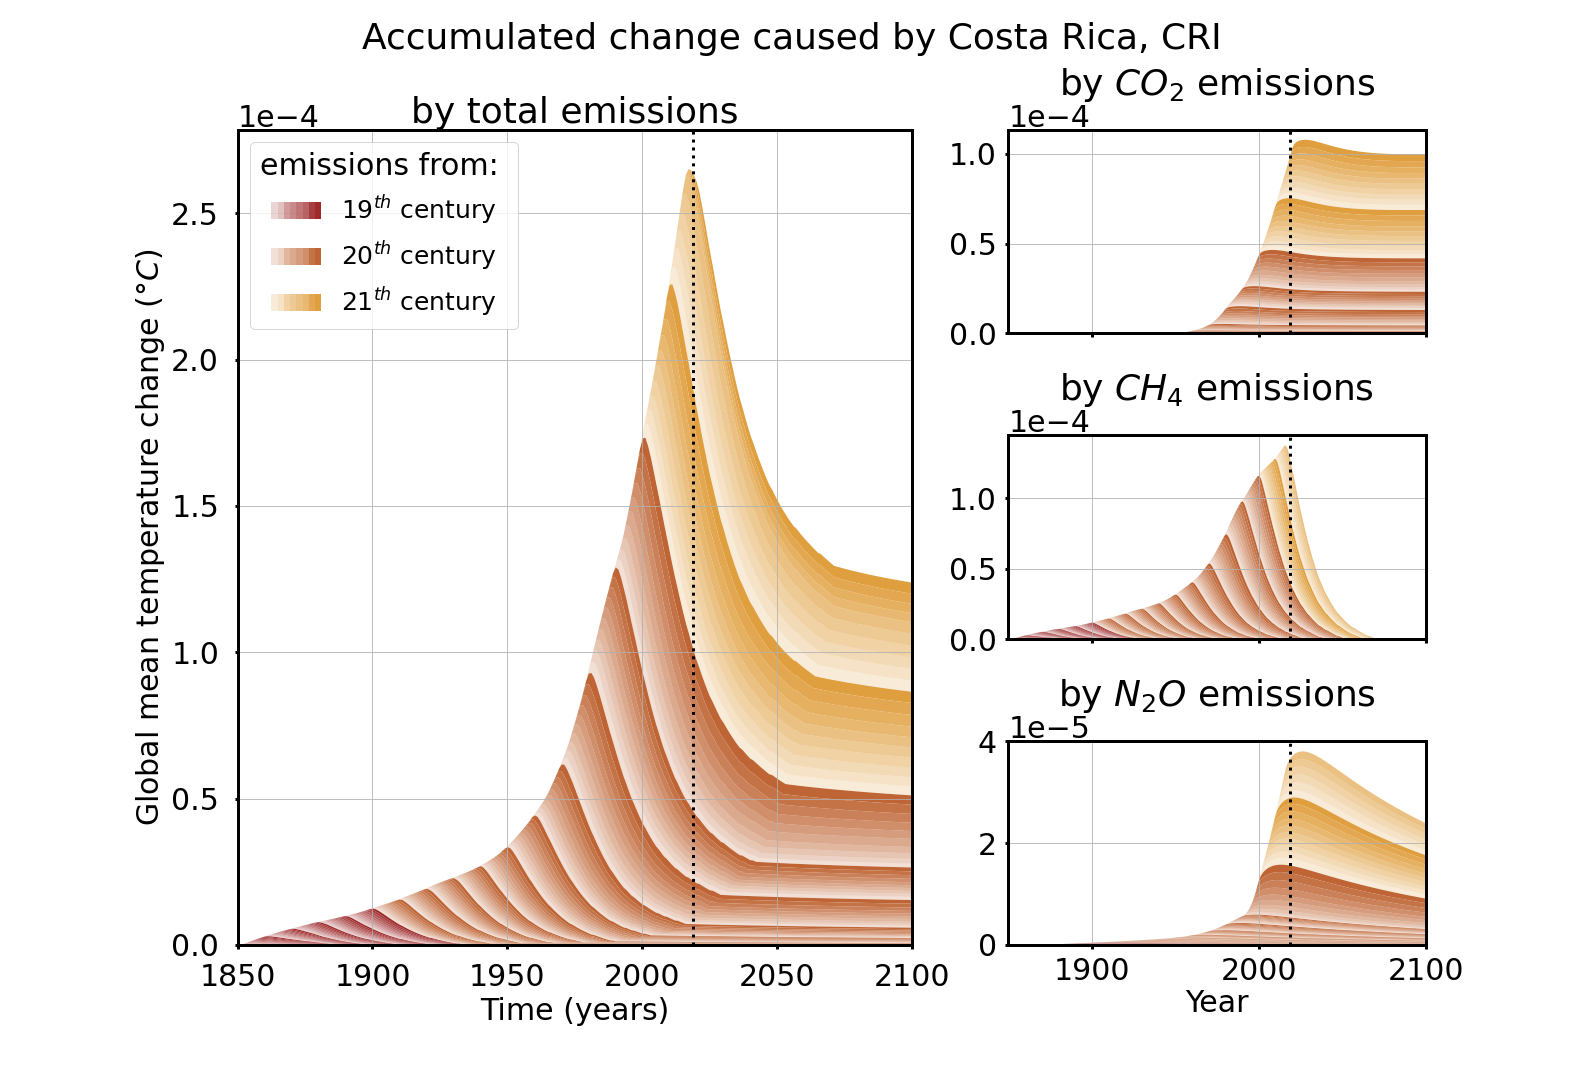 Accumulated change caused by Costa Rica, CRI
by total emissions
1e−4
emissions from:
19th century
20th century
21th century
Global mean temperature change (°C)
2.5
2.0
1.5
1.0
0.5
0.0
1850 1900 1950 2000 2050 2100
Time (years)
by CO2 emissions
1e−4
1.0
0.5
0.0
by CH4 emissions
1e−4
1.0
0.5
0.0
by N2O emissions
1e−5
4
2
0
1900 2000 2100
Year